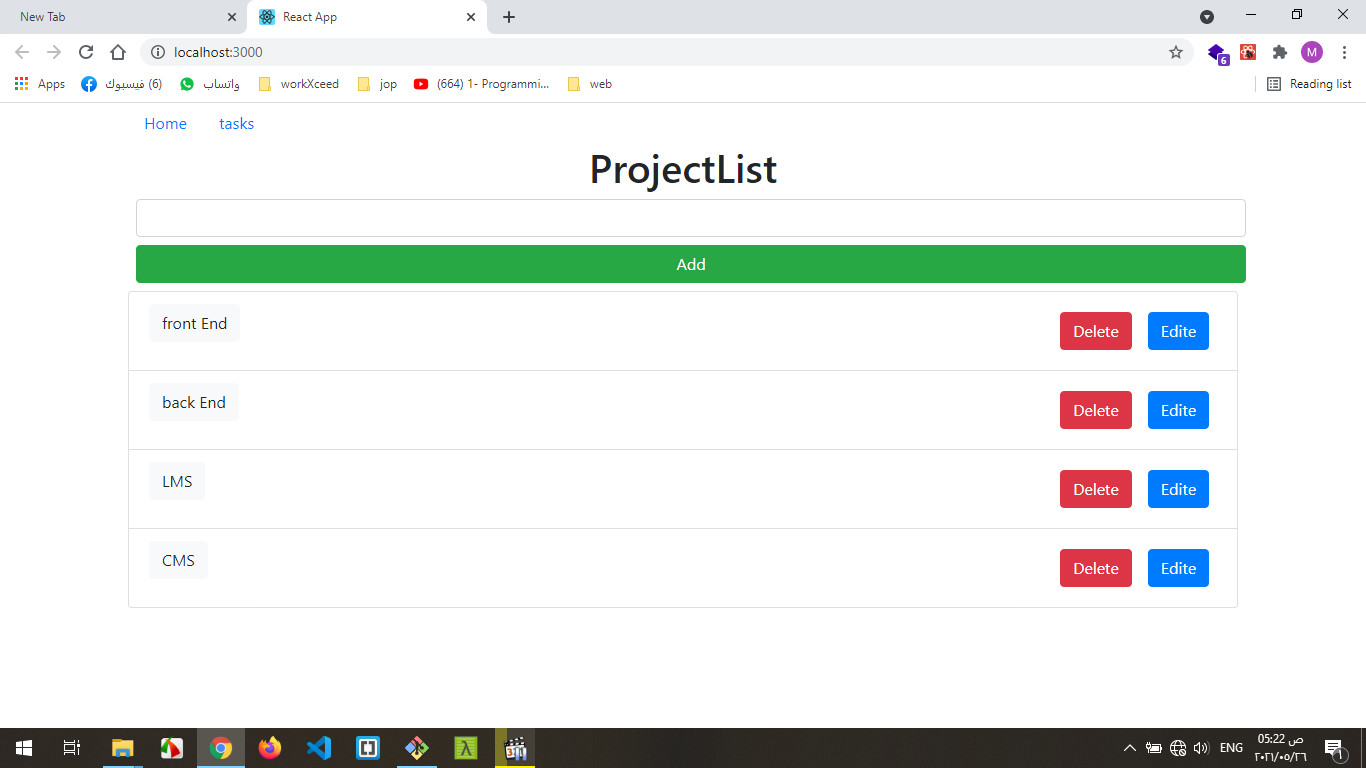 New Tab
React App
localhost:3000
M
6
Apps
(6) فيسبوك
واتساب
workXceed
jop
(664) 1- Programmi...
web
Reading list
Home
tasks
ProjectList
Add
front End
Delete
Edite
back End
Delete
Edite
LMS
Delete
Edite
CMS
Delete
Edite
ENG
05:22 ص
٢٠٢١/٠٥/٢٦
١